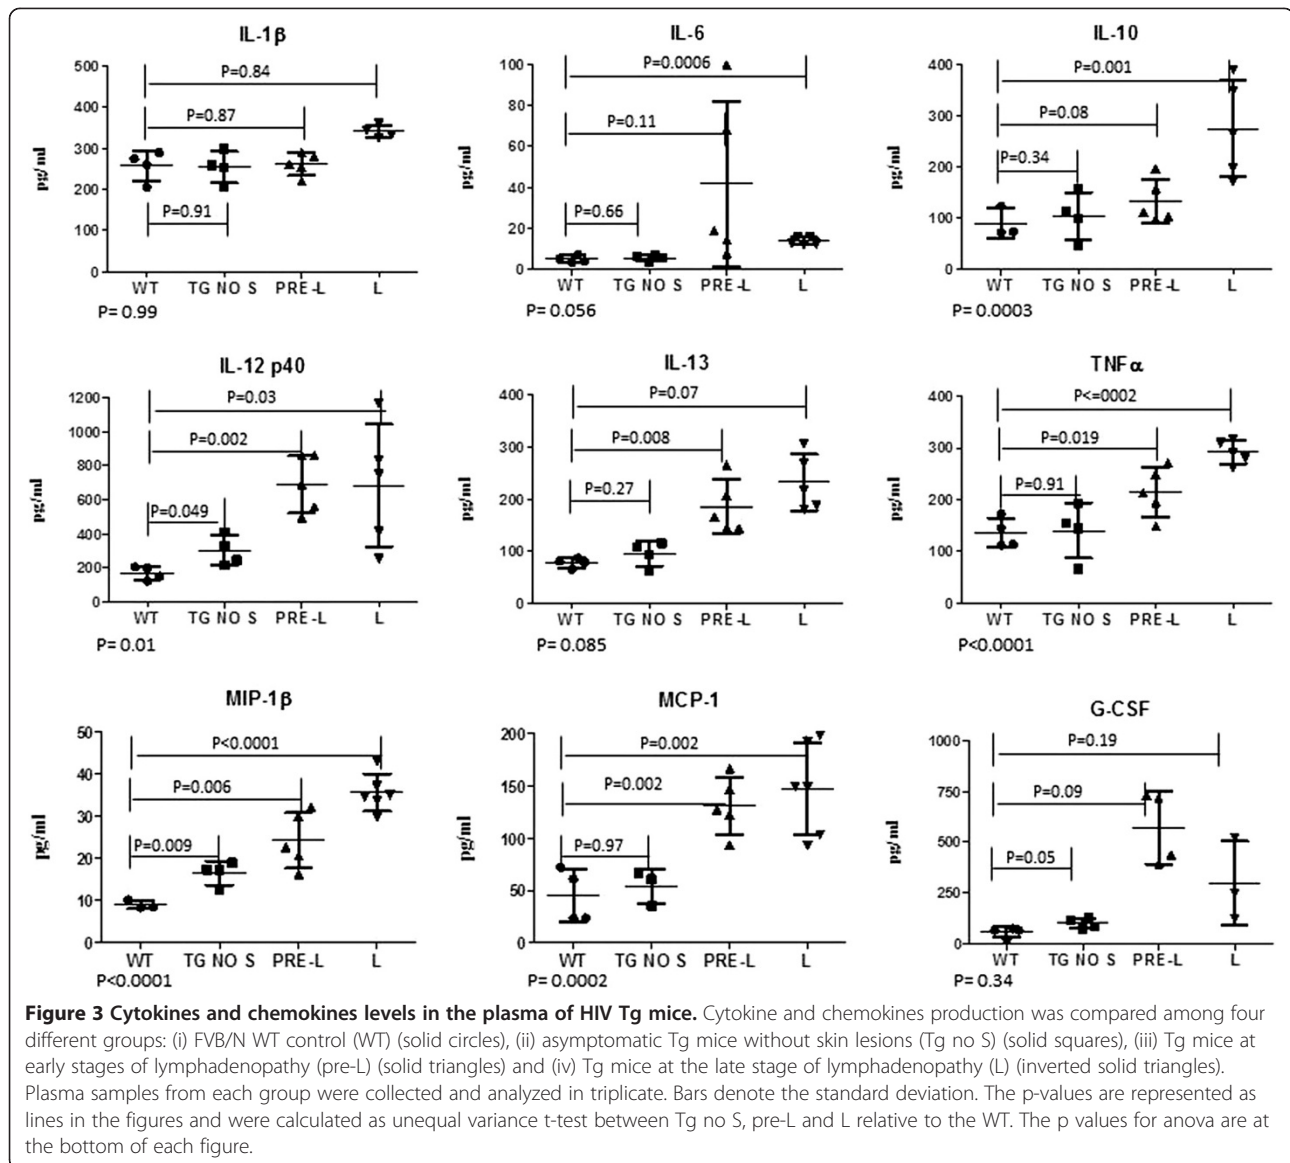 IL-1β
500
400
300
200
100
0
pg/ml
P=0.84
P=0.87
P=0.91
WT TG NO S PRE-L L
P= 0.99
IL-6
100
80
60
40
20
0
pg/ml
P=0.0006
P=0.11
P=0.66
WT TG NO S PRE-L L
P= 0.056
IL-10
400
300
200
100
0
pg/ml
P=0.001
P=0.08
P=0.34
WT TG NO S PRE-L L
P= 0.0003
IL-12 p40
1200
1000
800
600
400
200
0
pg/ml
P=0.03
P=0.002
P=0.049
WT TG NO S PRE-L L
P= 0.01
IL-13
400
300
200
100
0
pg/ml
P=0.07
P=0.008
P=0.27
WT TG NO S PRE-L L
P= 0.085
TNFα
400
300
200
100
0
pg/ml
P<=0002
P=0.019
P=0.91
WT TG NO S PRE-L L
P<0.0001
MIP-1β
50
40
30
20
10
0
pg/ml
P<0.0001
P=0.006
P=0.009
WT TG NO S PRE-L L
P<0.0001
MCP-1
200
150
100
50
0
pg/ml
P=0.002
P=0.002
P=0.97
WT TG NO S PRE-L L
P= 0.0002
G-CSF
1000
750
500
250
0
pg/ml
P=0.19
P=0.09
P=0.05
WT TG NO S PRE-L L
P= 0.34
Figure 3 Cytokines and chemokines levels in the plasma of HIV Tg mice. Cytokine and chemokines production was compared among four
different groups: (i) FVB/N WT control (WT) (solid circles), (ii) asymptomatic Tg mice without skin lesions (Tg no S) (solid squares), (iii) Tg mice at
early stages of lymphadenopathy (pre-L) (solid triangles) and (iv) Tg mice at the late stage of lymphadenopathy (L) (inverted solid triangles).
Plasma samples from each group were collected and analyzed in triplicate. Bars denote the standard deviation. The p-values are represented as
lines in the figures and were calculated as unequal variance t-test between Tg no S, pre-L and L relative to the WT. The p values for anova are at
the bottom of each figure.